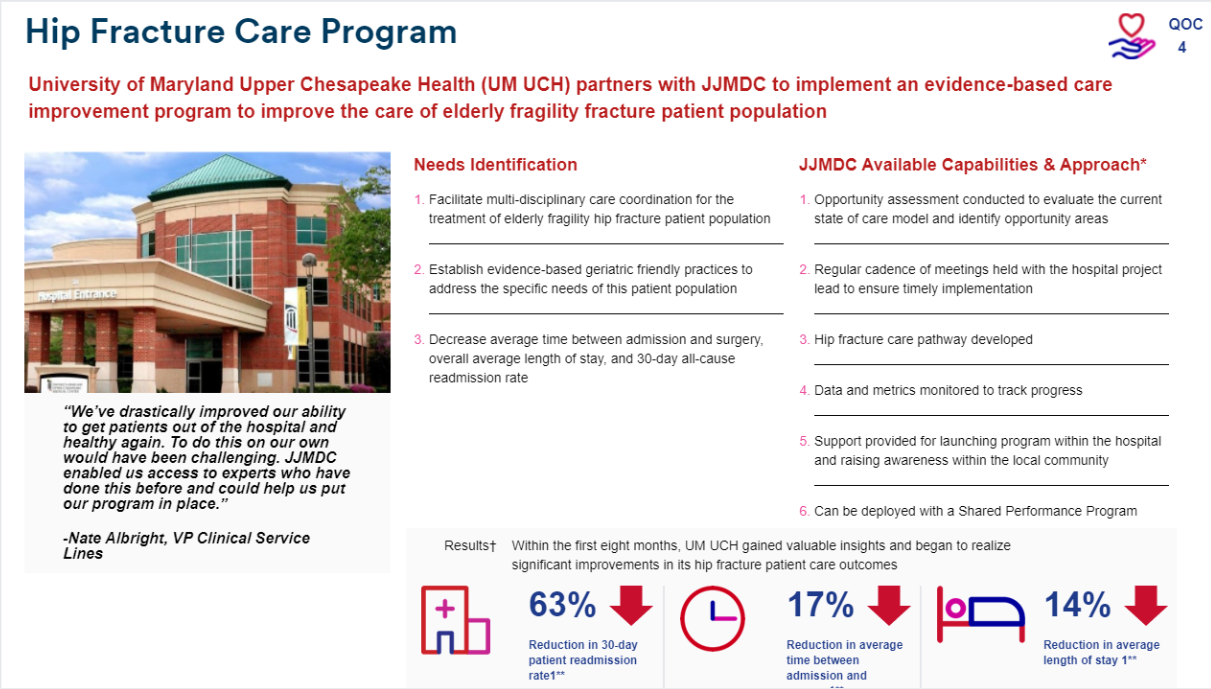 Hip Fracture Care Program
QOC
4
University of Maryland Upper Chesapeake Health (UM UCH) partners with JJMDC to implement an evidence-based care
improvement program to improve the care of elderly fragility fracture patient population
Hospital Entrance
“We’ve drastically improved our ability
to get patients out of the hospital and
healthy again. To do this on our own
would have been challenging. JJMDC
enabled us access to experts who have
done this before and could help us put
our program in place.”
-Nate Albright, VP Clinical Service
Lines
Needs Identification
1. Facilitate multi-disciplinary care coordination for the
treatment of elderly fragility hip fracture patient population
2. Establish evidence-based geriatric friendly practices to
address the specific needs of this patient population
3. Decrease average time between admission and surgery,
overall average length of stay, and 30-day all-cause
readmission rate
JJMDC Available Capabilities & Approach*
1. Opportunity assessment conducted to evaluate the current
state of care model and identify opportunity areas
2. Regular cadence of meetings held with the hospital project
lead to ensure timely implementation
3. Hip fracture care pathway developed
4. Data and metrics monitored to track progress
5. Support provided for launching program within the hospital
and raising awareness within the local community
6. Can be deployed with a Shared Performance Program
Results† Within the first eight months, UM UCH gained valuable insights and began to realize
significant improvements in its hip fracture patient care outcomes
63%
Reduction in 30-day
patient readmission
rate1**
17%
Reduction in average
time between
admission and
14%
Reduction in average
length of stay 1**